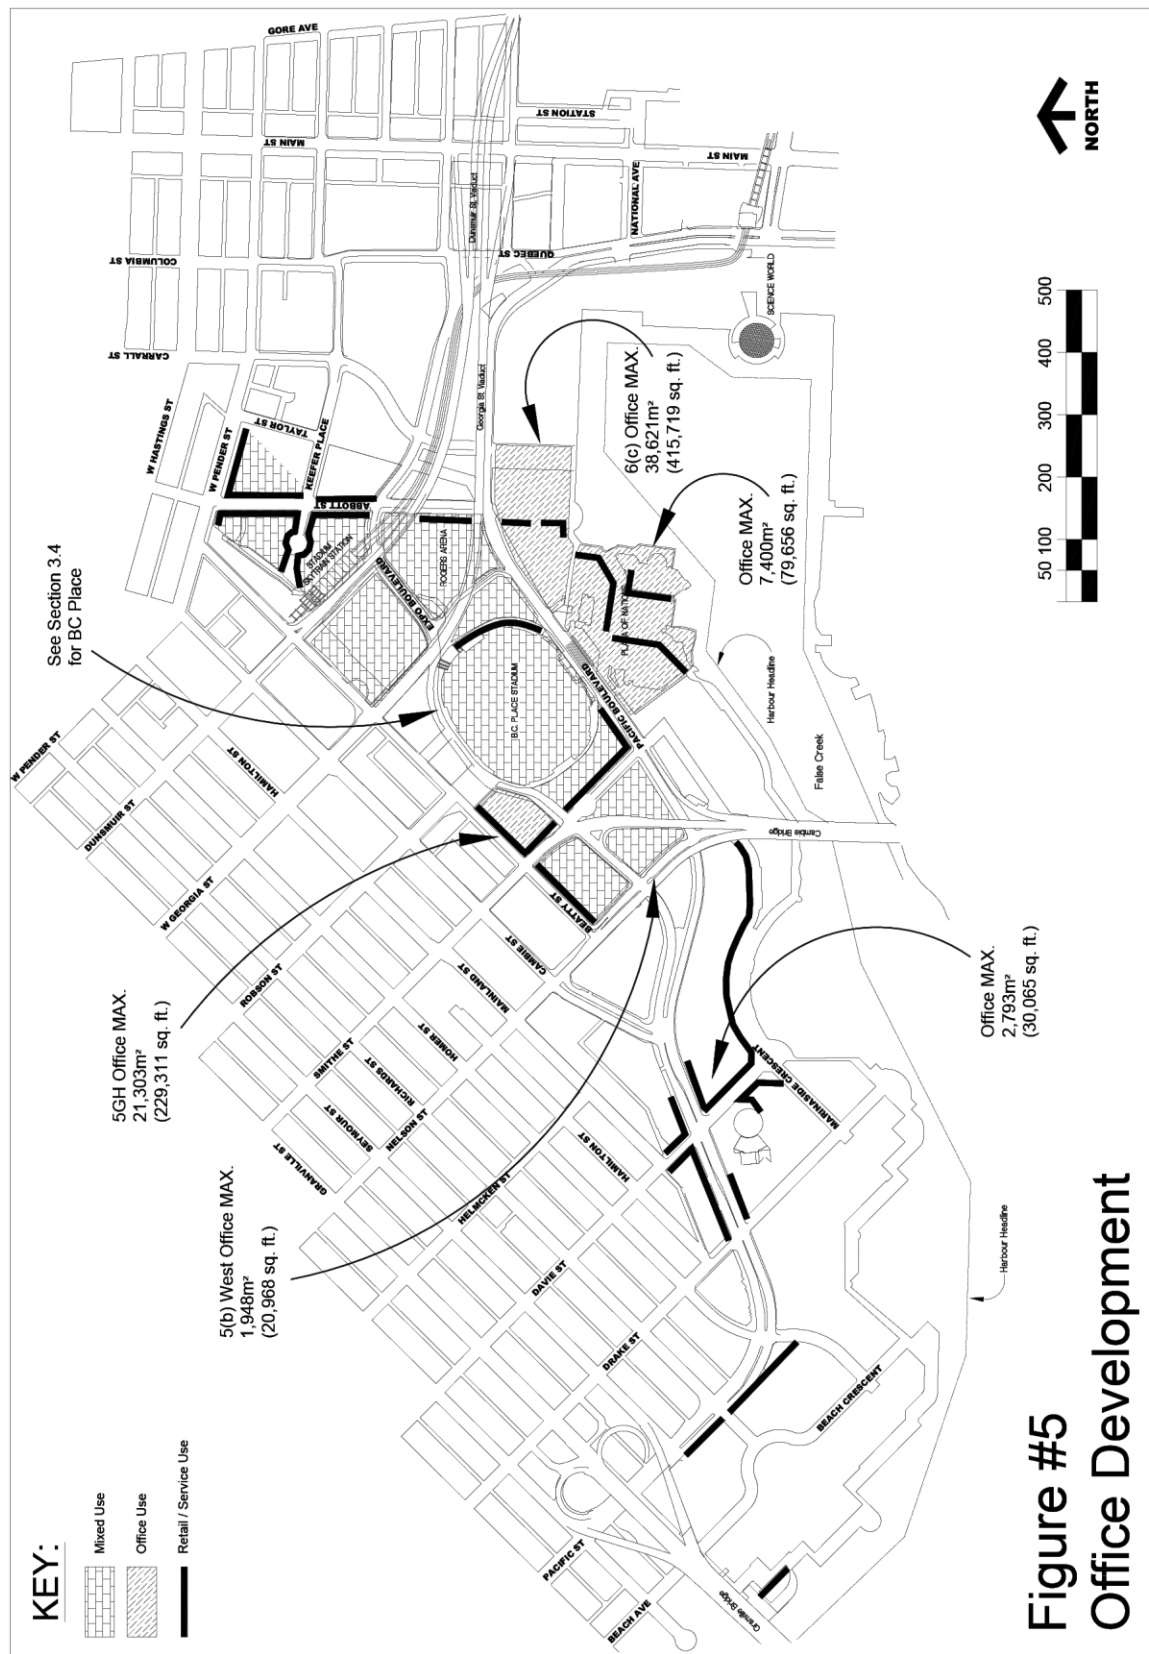 KEY:
Mixed Use
Office Use
Retail / Service Use
Figure #5
Office Development
NORTH
50 100 200 300 400 500
See Section 3.4
for BC Place
5GH Office MAX.
21,303m²
(229,311 sq. ft.)
5(b) West Office MAX.
1,948m²
(20,968 sq. ft.)
6(c) Office MAX.
38,621m²
(415,719 sq. ft.)
Office MAX.
7,400m²
(79,656 sq. ft.)
Office MAX.
2,793m²
(30,065 sq. ft.)
GORE AVE
MAIN ST
STATION ST
MAIN ST
NATIONAL AVE
QUEBEC ST
COLUMBIA ST
CARRALL ST
Dunsmuir St. Viaduct
Georgia St. Viaduct
SCIENCE WORLD
W HASTINGS ST
W PENDER ST
TAYLOR ST
KEEFER PLACE
ABBOTT ST
STADIUM
SKYTRAIN STATION
EXPO BOULEVARD
ROGERS ARENA
B.C. PLACE STADIUM
PACIFIC BOULEVARD
Harbour Headline
False Creek
Cambie Bridge
W PENDER ST
DUNSMUIR ST
HAMILTON ST
W GEORGIA ST
ROBSON ST
SMITHE ST
BEATTY ST
CAMBIE ST
MAINLAND ST
HOMER ST
RICHARDS ST
SEYMOUR ST
GRANVILLE ST
NELSON ST
HELMCKEN ST
HAMILTON ST
DAVIE ST
DRAKE ST
MARINASIDE CRESCENT
Harbour Headline
BEACH CRESCENT
PACIFIC ST
BEACH AVE
Granville Bridge